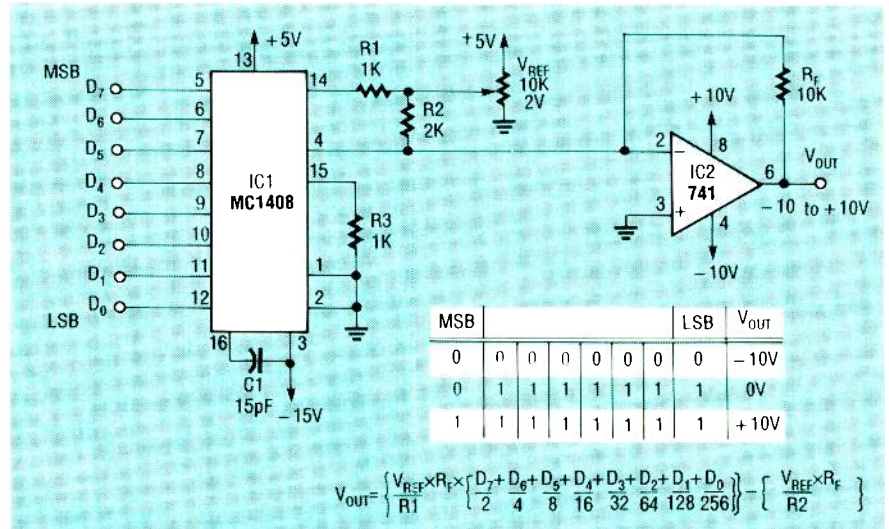 +5V
13
MSB
D₇ 5
D₆ 6
D₅ 7
D₄ 8
D₃ 9
D₂ 10
D₁ 11
D₀ 12
LSB
IC1
MC1408
14
4
15
1
2
16
3
C1
15pF
−15V
R1
1K
R2
2K
R3
1K
+5V
VREF
10K
2V
RF
10K
+10V
2
8
IC2
741
3
4
6
−10V
VOUT
−10 to +10V
MSB LSB VOUT
0 0 0 0 0 0 0 0 −10V
0 1 1 1 1 1 1 1 0V
1 1 1 1 1 1 1 1 +10V
VOUT={VREF/R1×RF×{D₇/2+D₆/4+D₅/8+D₄/16+D₃/32+D₂/64+D₁/128+D₀/256}}−{VREF×RF/R2}